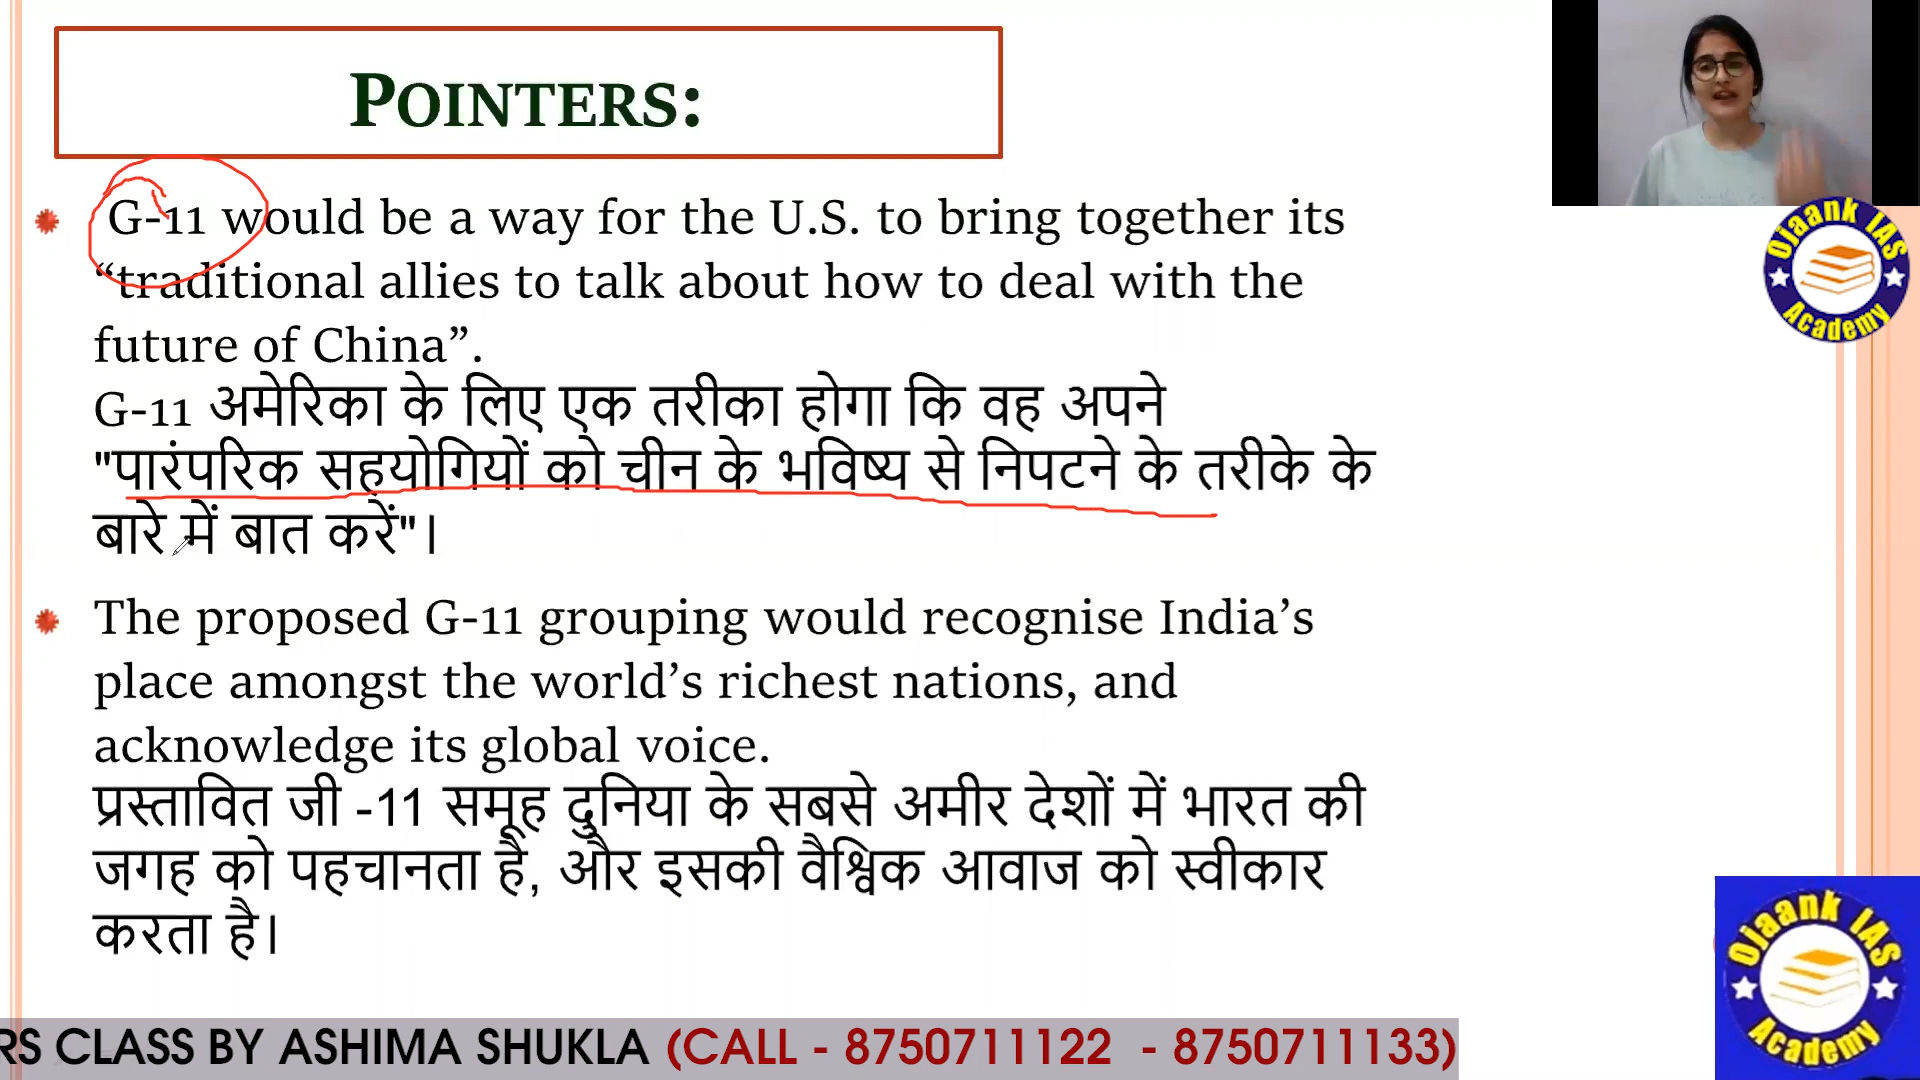 POINTERS:
G-11 would be a way for the U.S. to bring together its
“traditional allies to talk about how to deal with the
future of China”.
G-11 अमेरिका के लिए एक तरीका होगा कि वह अपने
"पारंपरिक सहयोगियों को चीन के भविष्य से निपटने के तरीके के
बारे में बात करें"।
The proposed G-11 grouping would recognise India’s
place amongst the world’s richest nations, and
acknowledge its global voice.
प्रस्तावित जी -11 समूह दुनिया के सबसे अमीर देशों में भारत की
जगह को पहचानता है, और इसकी वैश्विक आवाज को स्वीकार
करता है।
Ojaank IAS
Academy
Ojaank IAS
Academy
RS CLASS BY ASHIMA SHUKLA (CALL - 8750711122 - 8750711133)